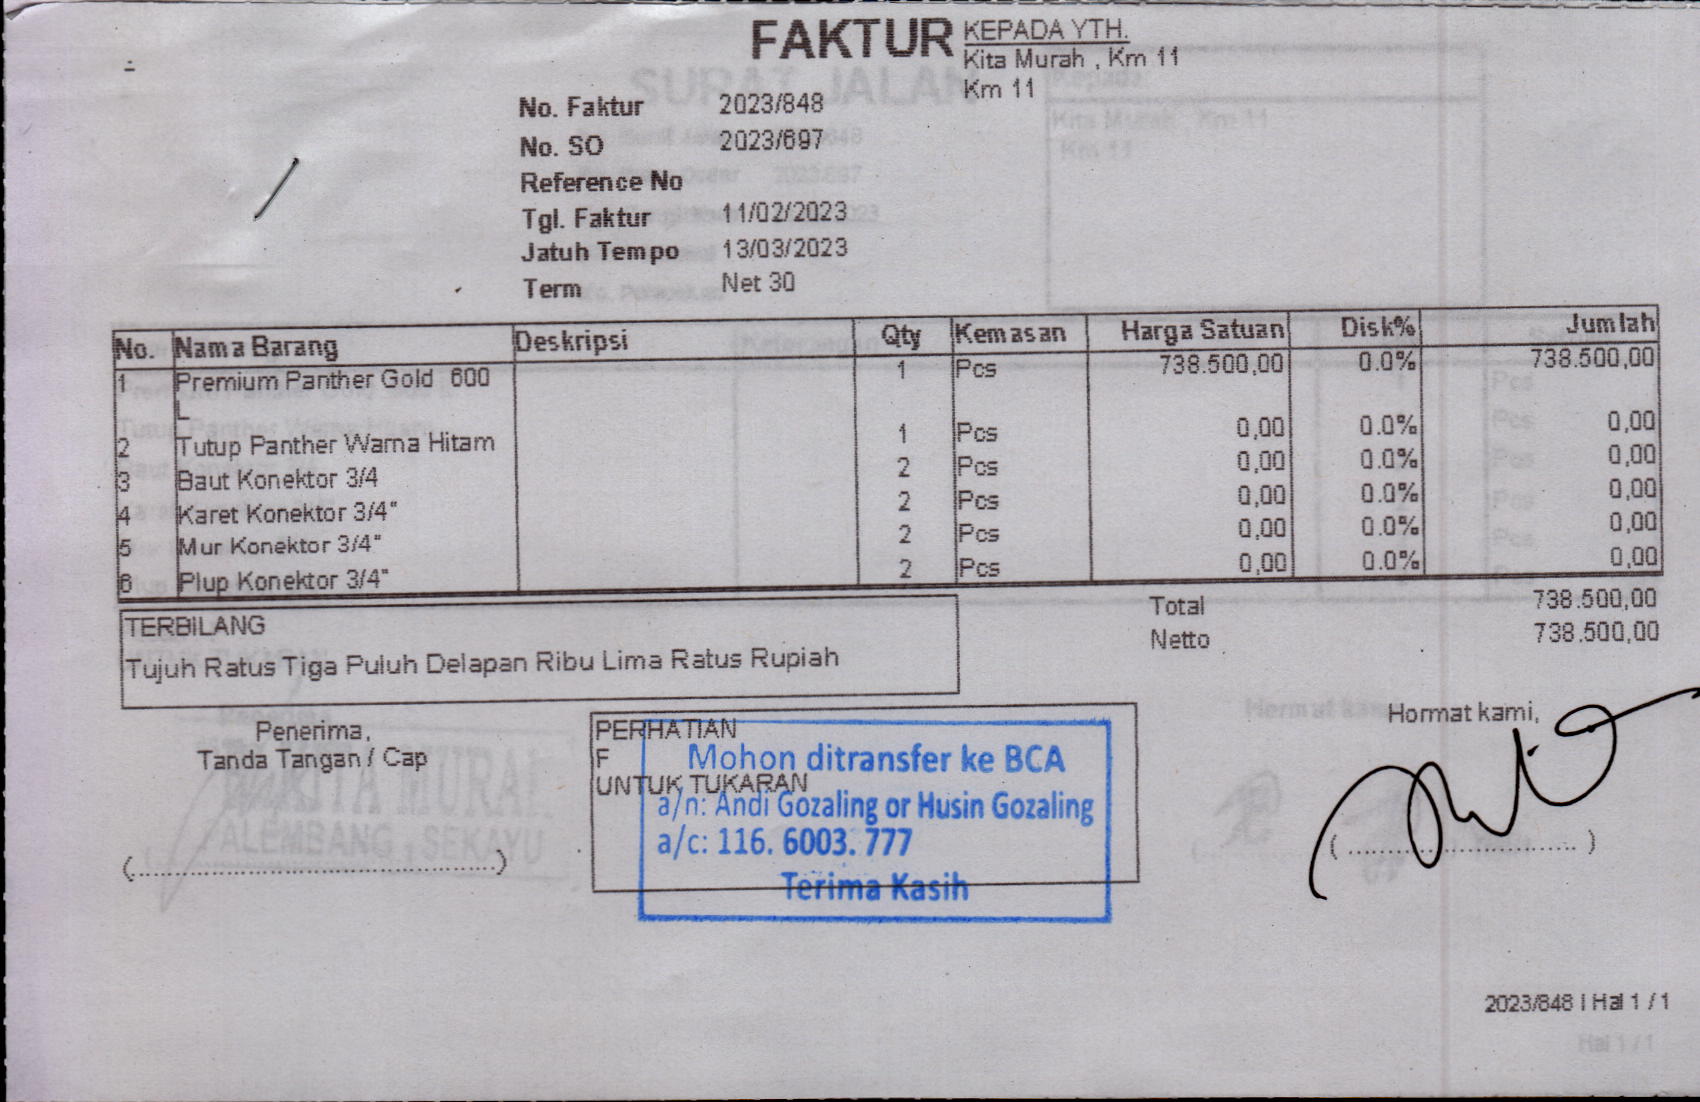 FAKTUR
KEPADA YTH.
Kita Murah , Km 11
Km 11
No. Faktur 2023/848
No. SO 2023/697
Reference No
Tgl. Faktur 11/02/2023
Jatuh Tempo 13/03/2023
Term Net 30
No. Nama Barang Deskripsi Qty Kemasan Harga Satuan Disk% Jumlah
1 Premium Panther Gold 600 1 Pcs 738.500,00 0.0% 738.500,00
L
2 Tutup Panther Warna Hitam 1 Pcs 0,00 0.0% 0,00
3 Baut Konektor 3/4 2 Pcs 0,00 0.0% 0,00
4 Karet Konektor 3/4" 2 Pcs 0,00 0.0% 0,00
5 Mur Konektor 3/4" 2 Pcs 0,00 0.0% 0,00
6 Plup Konektor 3/4" 2 Pcs 0,00 0.0% 0,00
Total 738.500,00
Netto 738.500,00
TERBILANG
Tujuh Ratus Tiga Puluh Delapan Ribu Lima Ratus Rupiah
Penerima,
Tanda Tangan / Cap
(..................................................)
PERHATIAN
F
UNTUK TUKARAN
Mohon ditransfer ke BCA
a/n: Andi Gozaling or Husin Gozaling
a/c: 116. 6003. 777
Terima Kasih
Hormat kami,
( .................................. )
2023/848 | Hal 1 / 1